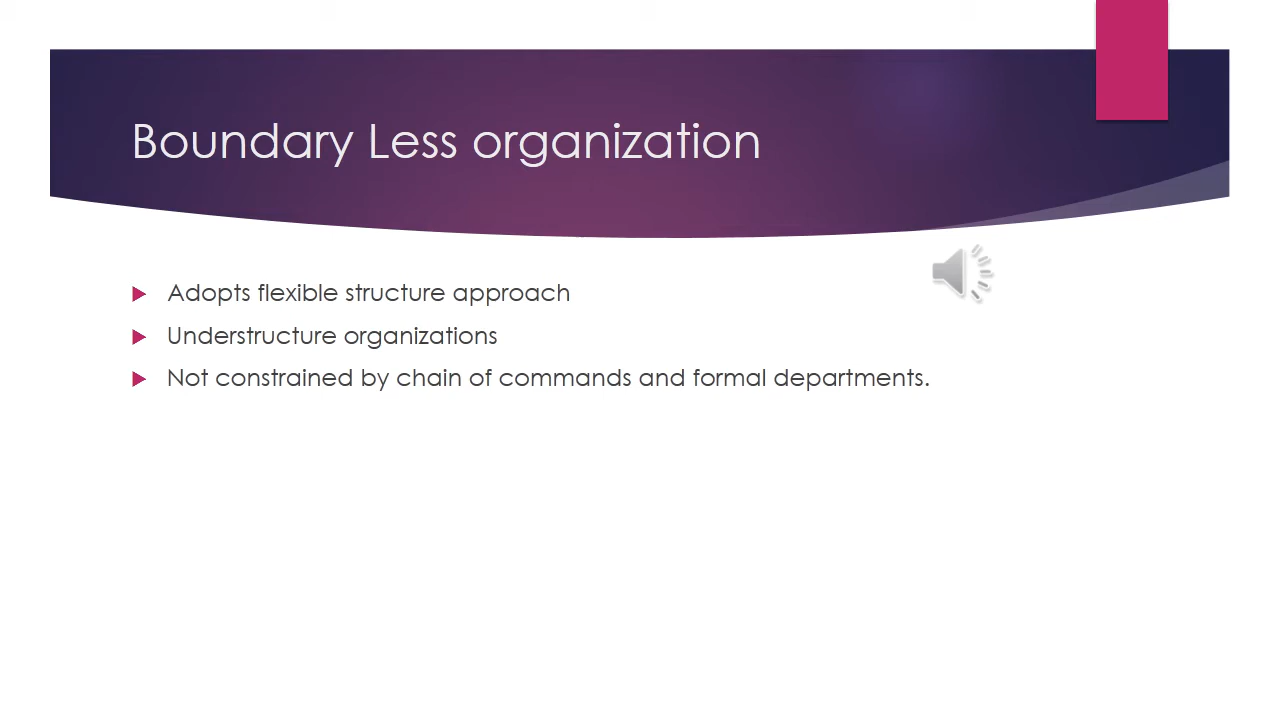 Boundary Less organization
Adopts flexible structure approach
Understructure organizations
Not constrained by chain of commands and formal departments.